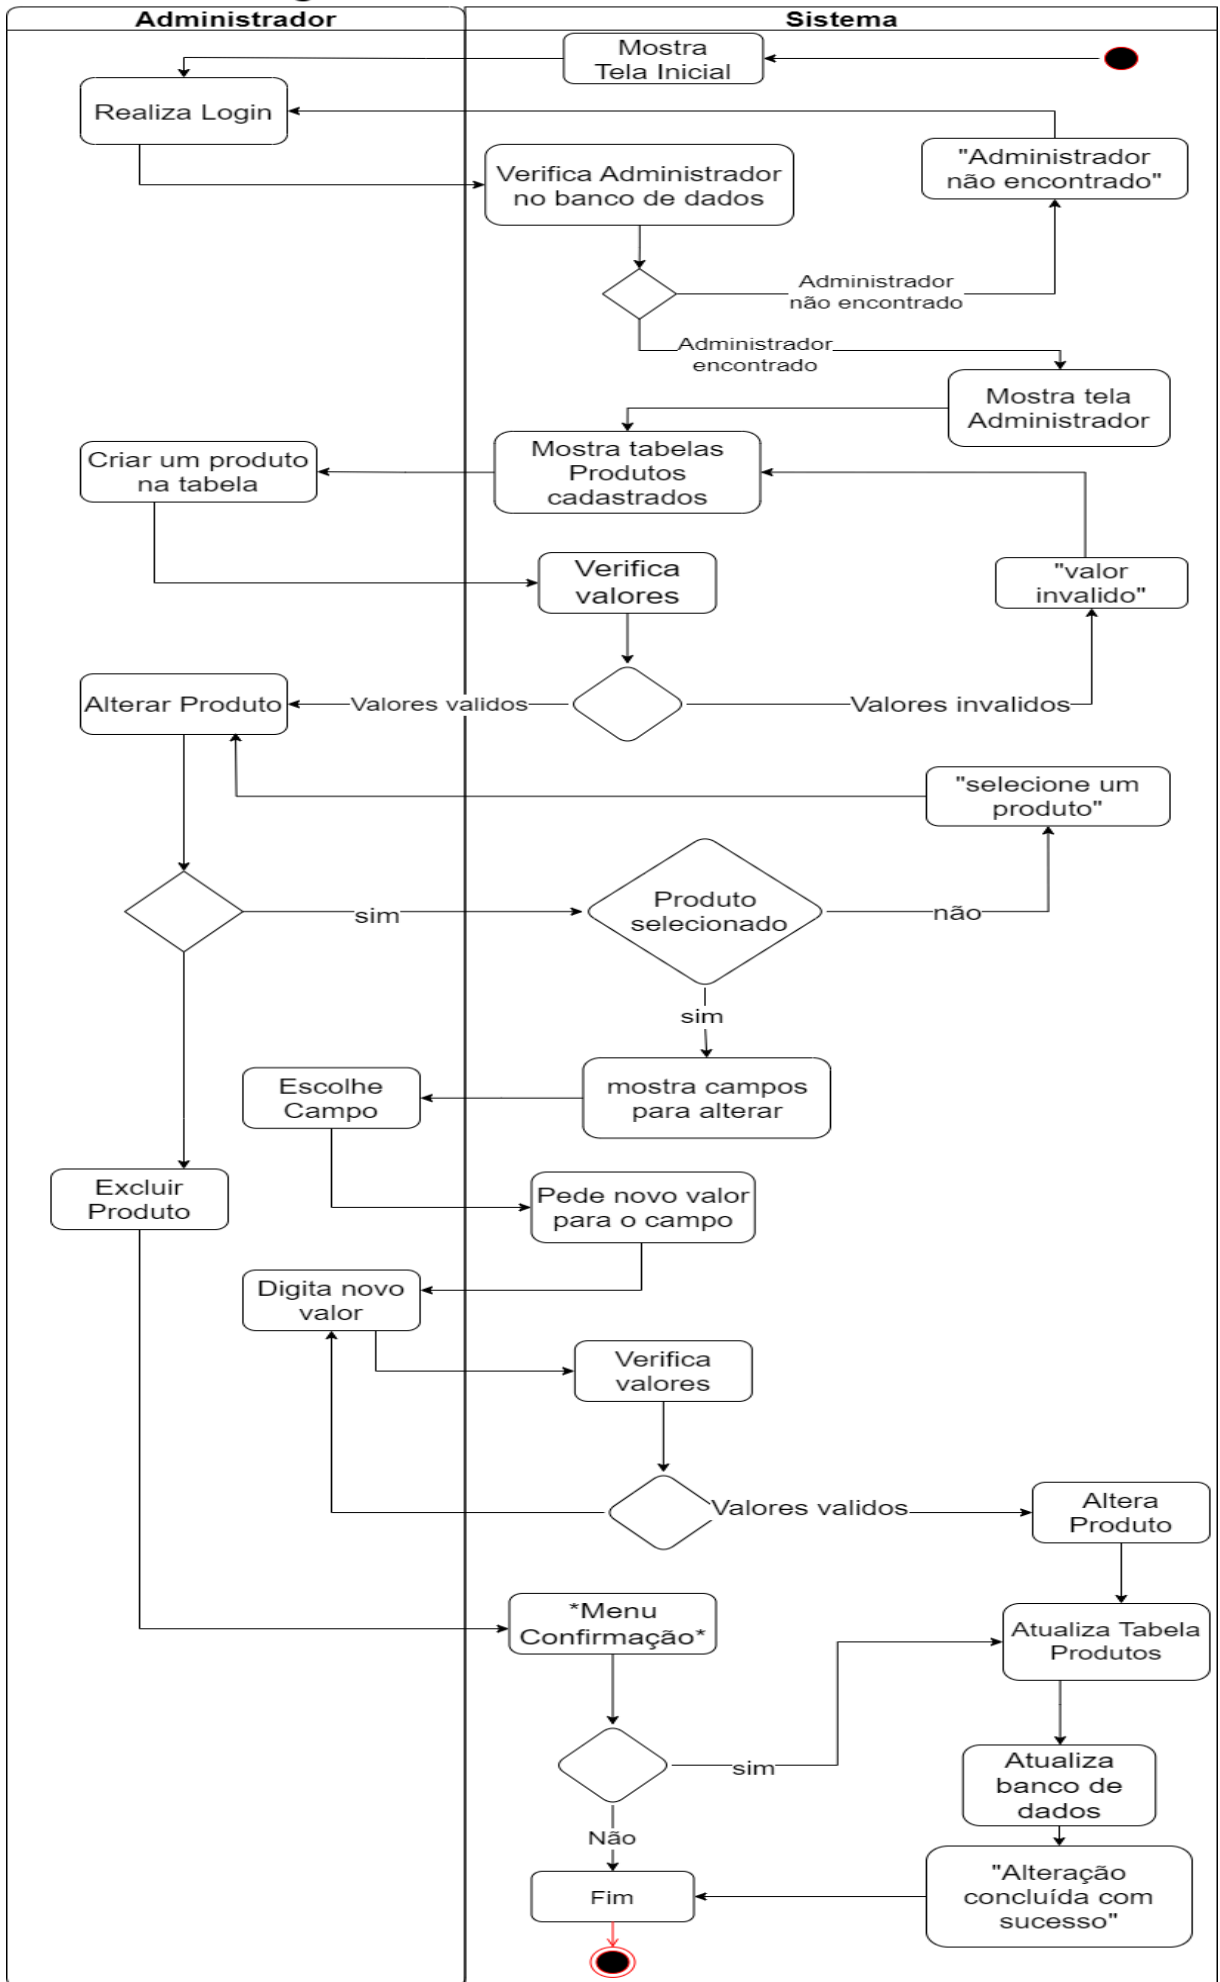 Administrador
Sistema
Mostra
Tela Inicial
Realiza Login
"Administrador
não encontrado"
Verifica Administrador
no banco de dados
Administrador
não encontrado
Administrador
encontrado
Mostra tela
Administrador
Mostra tabelas
Produtos
cadastrados
Criar um produto
na tabela
Verifica
valores
"valor
invalido"
Alterar Produto
Valores validos
Valores invalidos
"selecione um
produto"
Produto
selecionado
sim
não
sim
mostra campos
para alterar
Escolhe
Campo
Excluir
Produto
Pede novo valor
para o campo
Digita novo
valor
Verifica
valores
Valores validos
Altera
Produto
*Menu
Confirmação*
Atualiza Tabela
Produtos
sim
Atualiza
banco de
dados
Não
"Alteração
concluída com
sucesso"
Fim